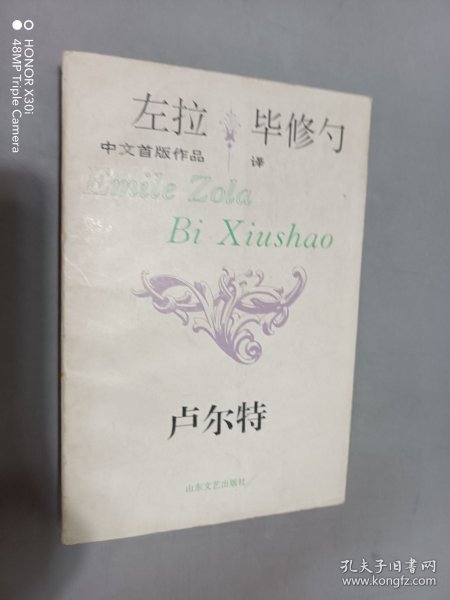 HONOR X30i
48MP Triple Camera
左拉 毕修勺
中文首版作品 译
Emile Zola
Bi Xiushao
卢尔特
山东文艺出版社
孔夫子旧书网
www.kongfz.com